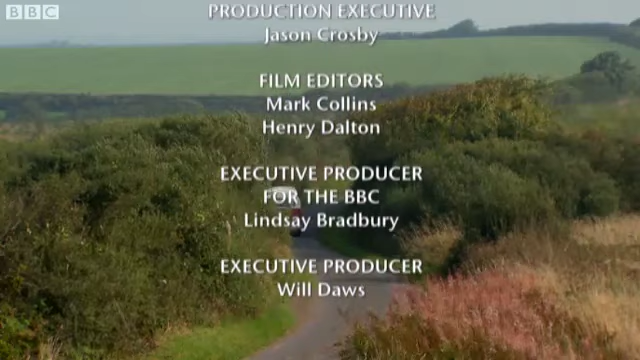 BBC
PRODUCTION EXECUTIVE
Jason Crosby
FILM EDITORS
Mark Collins
Henry Dalton
EXECUTIVE PRODUCER
FOR THE BBC
Lindsay Bradbury
EXECUTIVE PRODUCER
Will Daws